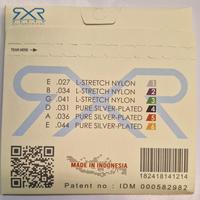 TEAR HERE
E .027 L-STRETCH NYLON 1
B .034 L-STRETCH NYLON 2
G .041 L-STRETCH NYLON 3
D .031 PURE SILVER-PLATED 4
A .036 PURE SILVER-PLATED 5
E .044 PURE SILVER-PLATED 6
MADE IN INDONESIA
182418141214
Patent no : IDM 000582982